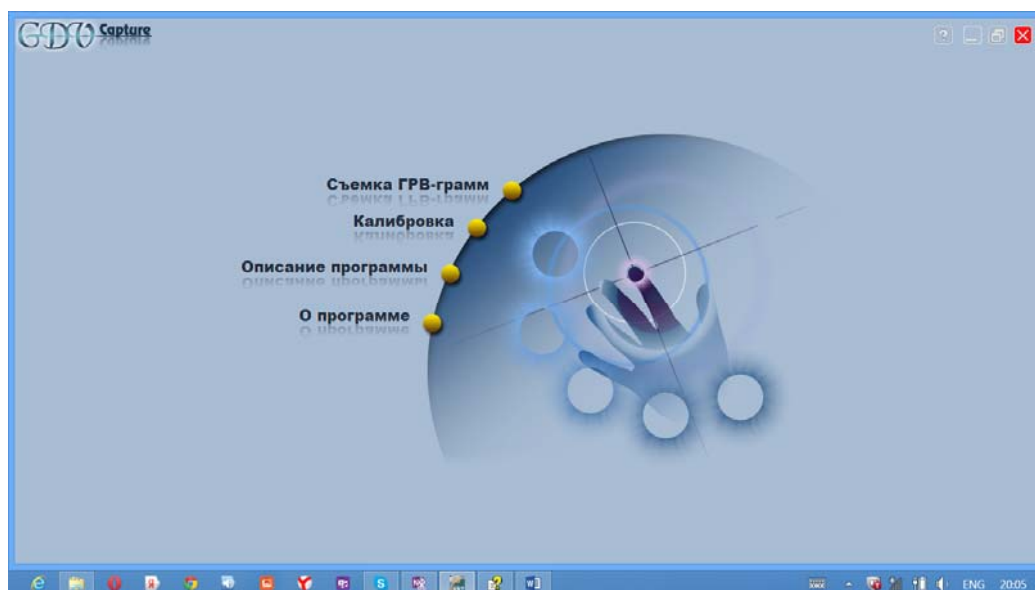 GDV Capture
Съемка ГРВ-грамм
Калибровка
Описание программы
О программе
ENG 20:05